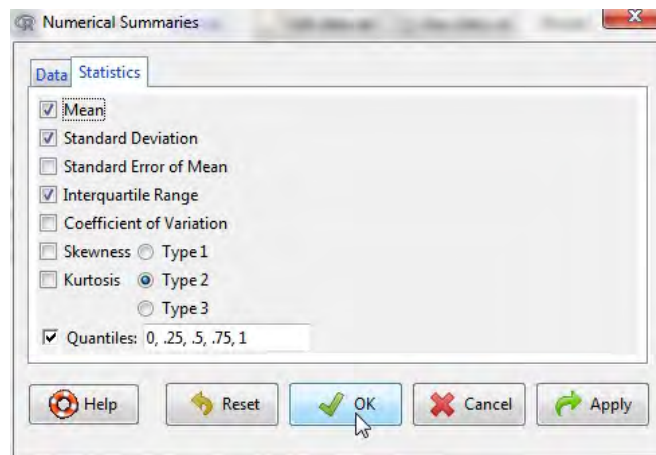 Numerical Summaries
Data Statistics
Mean
Standard Deviation
Standard Error of Mean
Interquartile Range
Coefficient of Variation
Skewness Type 1
Kurtosis Type 2
Type 3
Quantiles: 0, .25, .5, .75, 1
Help Reset OK Cancel Apply